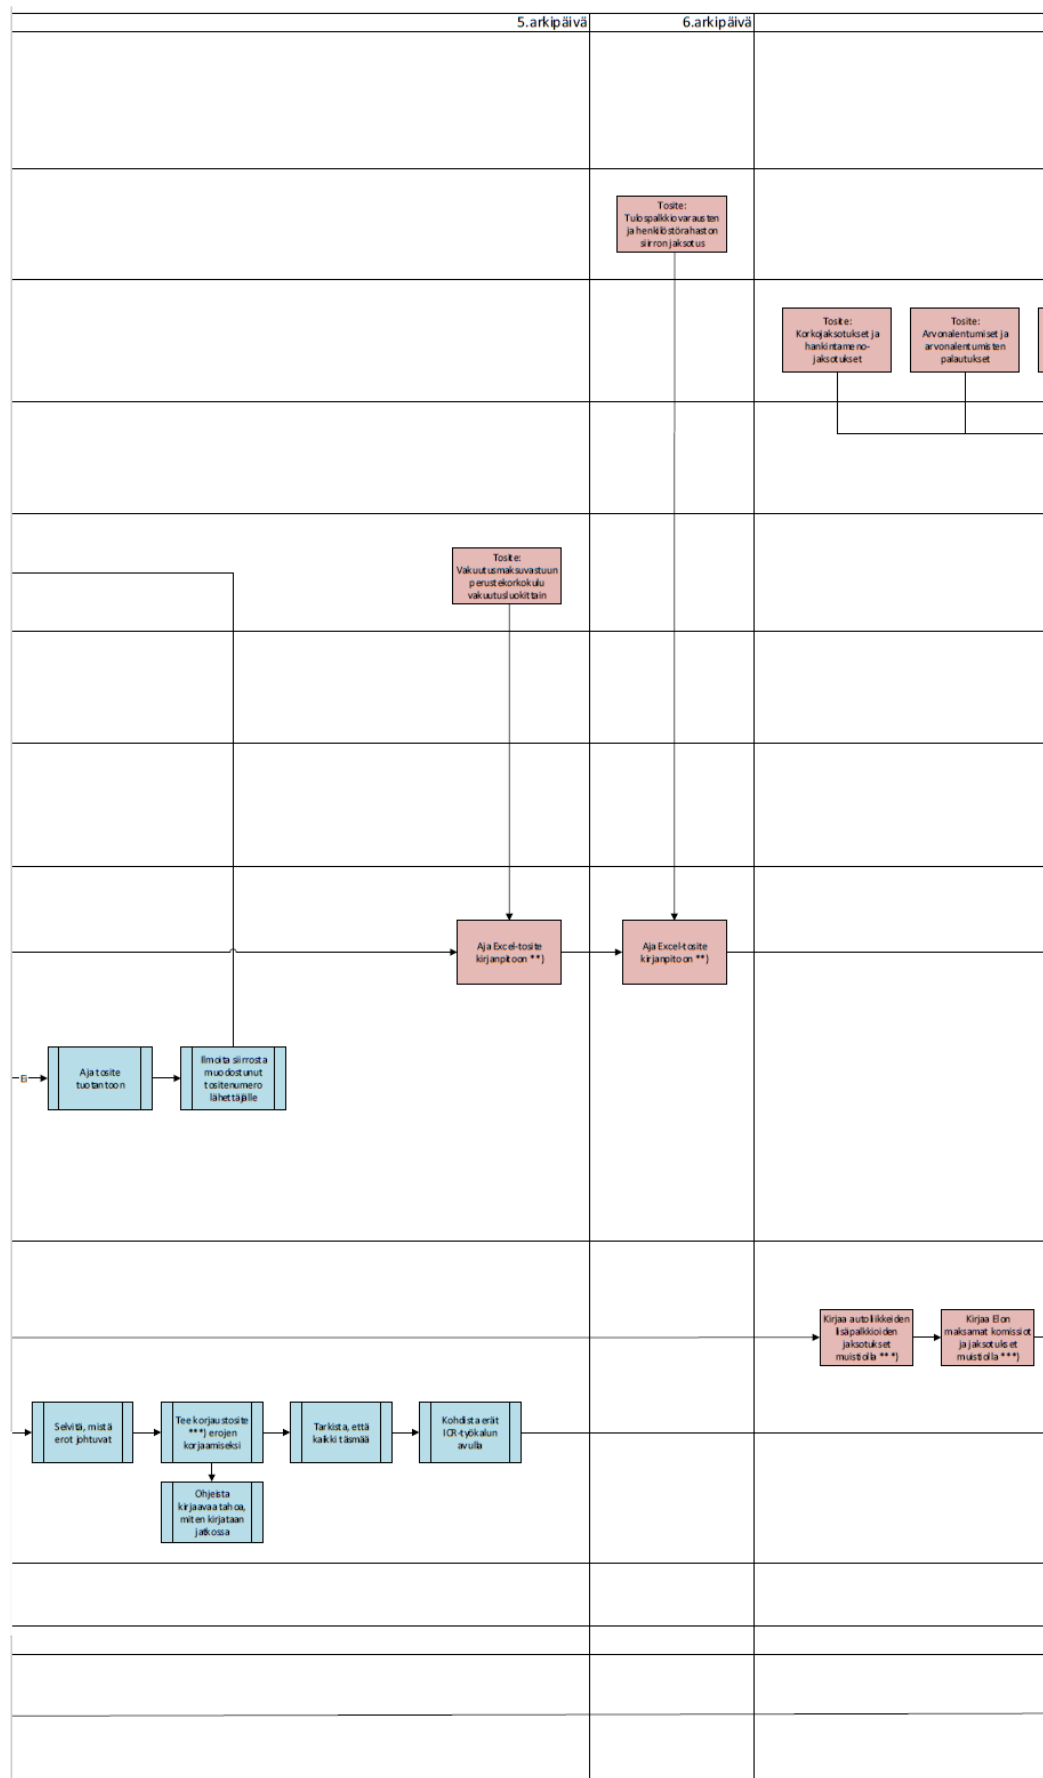 5.arkipäivä
6.arkipäivä
Tosite:
Tulospalkkiovarausten
ja henkilöstörahaston
siirron jaksotus
Tosite:
Korkojaksotukset ja
hankintameno-
jaksotukset
Tosite:
Arvonalentumiset ja
arvonalentumisten
palautukset
Tosite:
Vakuutusmaksuvastuun
perustekorkokulu
vakuutusluokittain
Aja Excel-tosite
kirjanpitoon **)
Aja Excel-tosite
kirjanpitoon **)
Ei
Aja tosite
tuotantoon
Ilmoita siirrosta
muodostunut
tositenumero
lähettäjälle
Kirjaa autoliikkeiden
lisäpalkkioiden
jaksotukset
muistiolla ***)
Kirjaa Elon
maksamat komissiot
ja jaksotukset
muistiolla ***)
Selvitä, mistä
erot johtuvat
Tee korjaustosite
***) erojen
korjaamiseksi
Tarkista, että
kaikki täsmää
Kohdista erät
ICR-työkalun
avulla
Ohjeista
kirjaavaa tahoa,
miten kirjataan
jatkossa